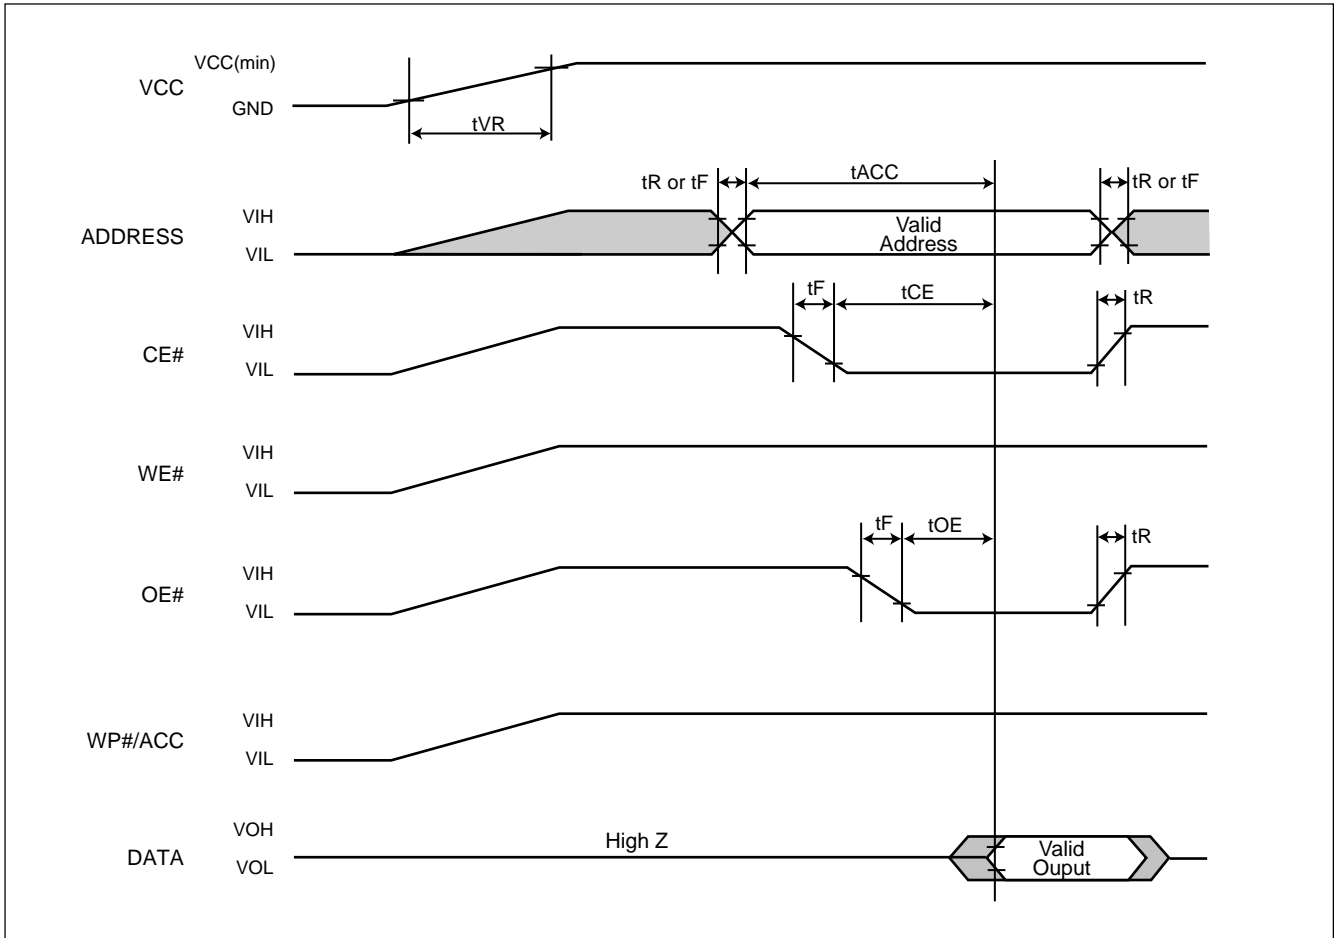 VCC(min)
VCC
GND
tVR
tR or tF
tACC
tR or tF
VIH
ADDRESS
VIL
Valid
Address
tF
tCE
tR
VIH
CE#
VIL
VIH
WE#
VIL
tF
tOE
tR
VIH
OE#
VIL
VIH
WP#/ACC
VIL
VOH
DATA
VOL
High Z
Valid
Ouput